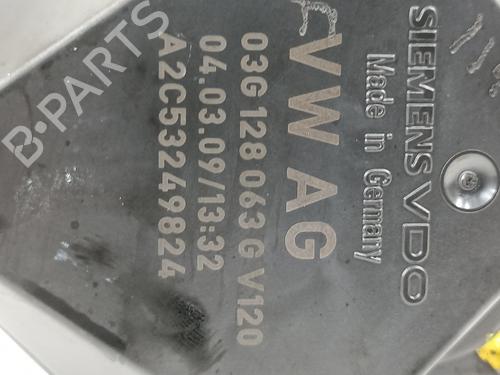 SIEMENS VDO
Made in Germany
VW AG
03G 128 063 G V120
04.03.09/13:32
A2C53249824
B-PARTS